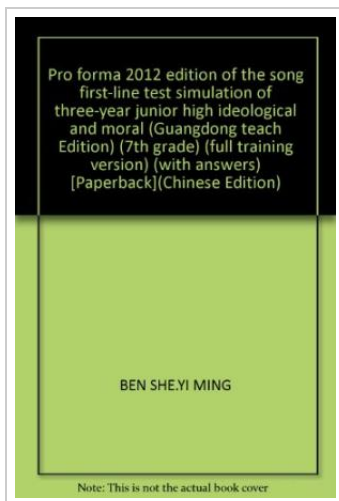 Pro forma 2012 edition of the song
first-line test simulation of
three-year junior high ideological
and moral (Guangdong teach
Edition) (7th grade) (full training
version) (with answers)
[Paperback](Chinese Edition)
BEN SHE.YI MING
Note: This is not the actual book cover